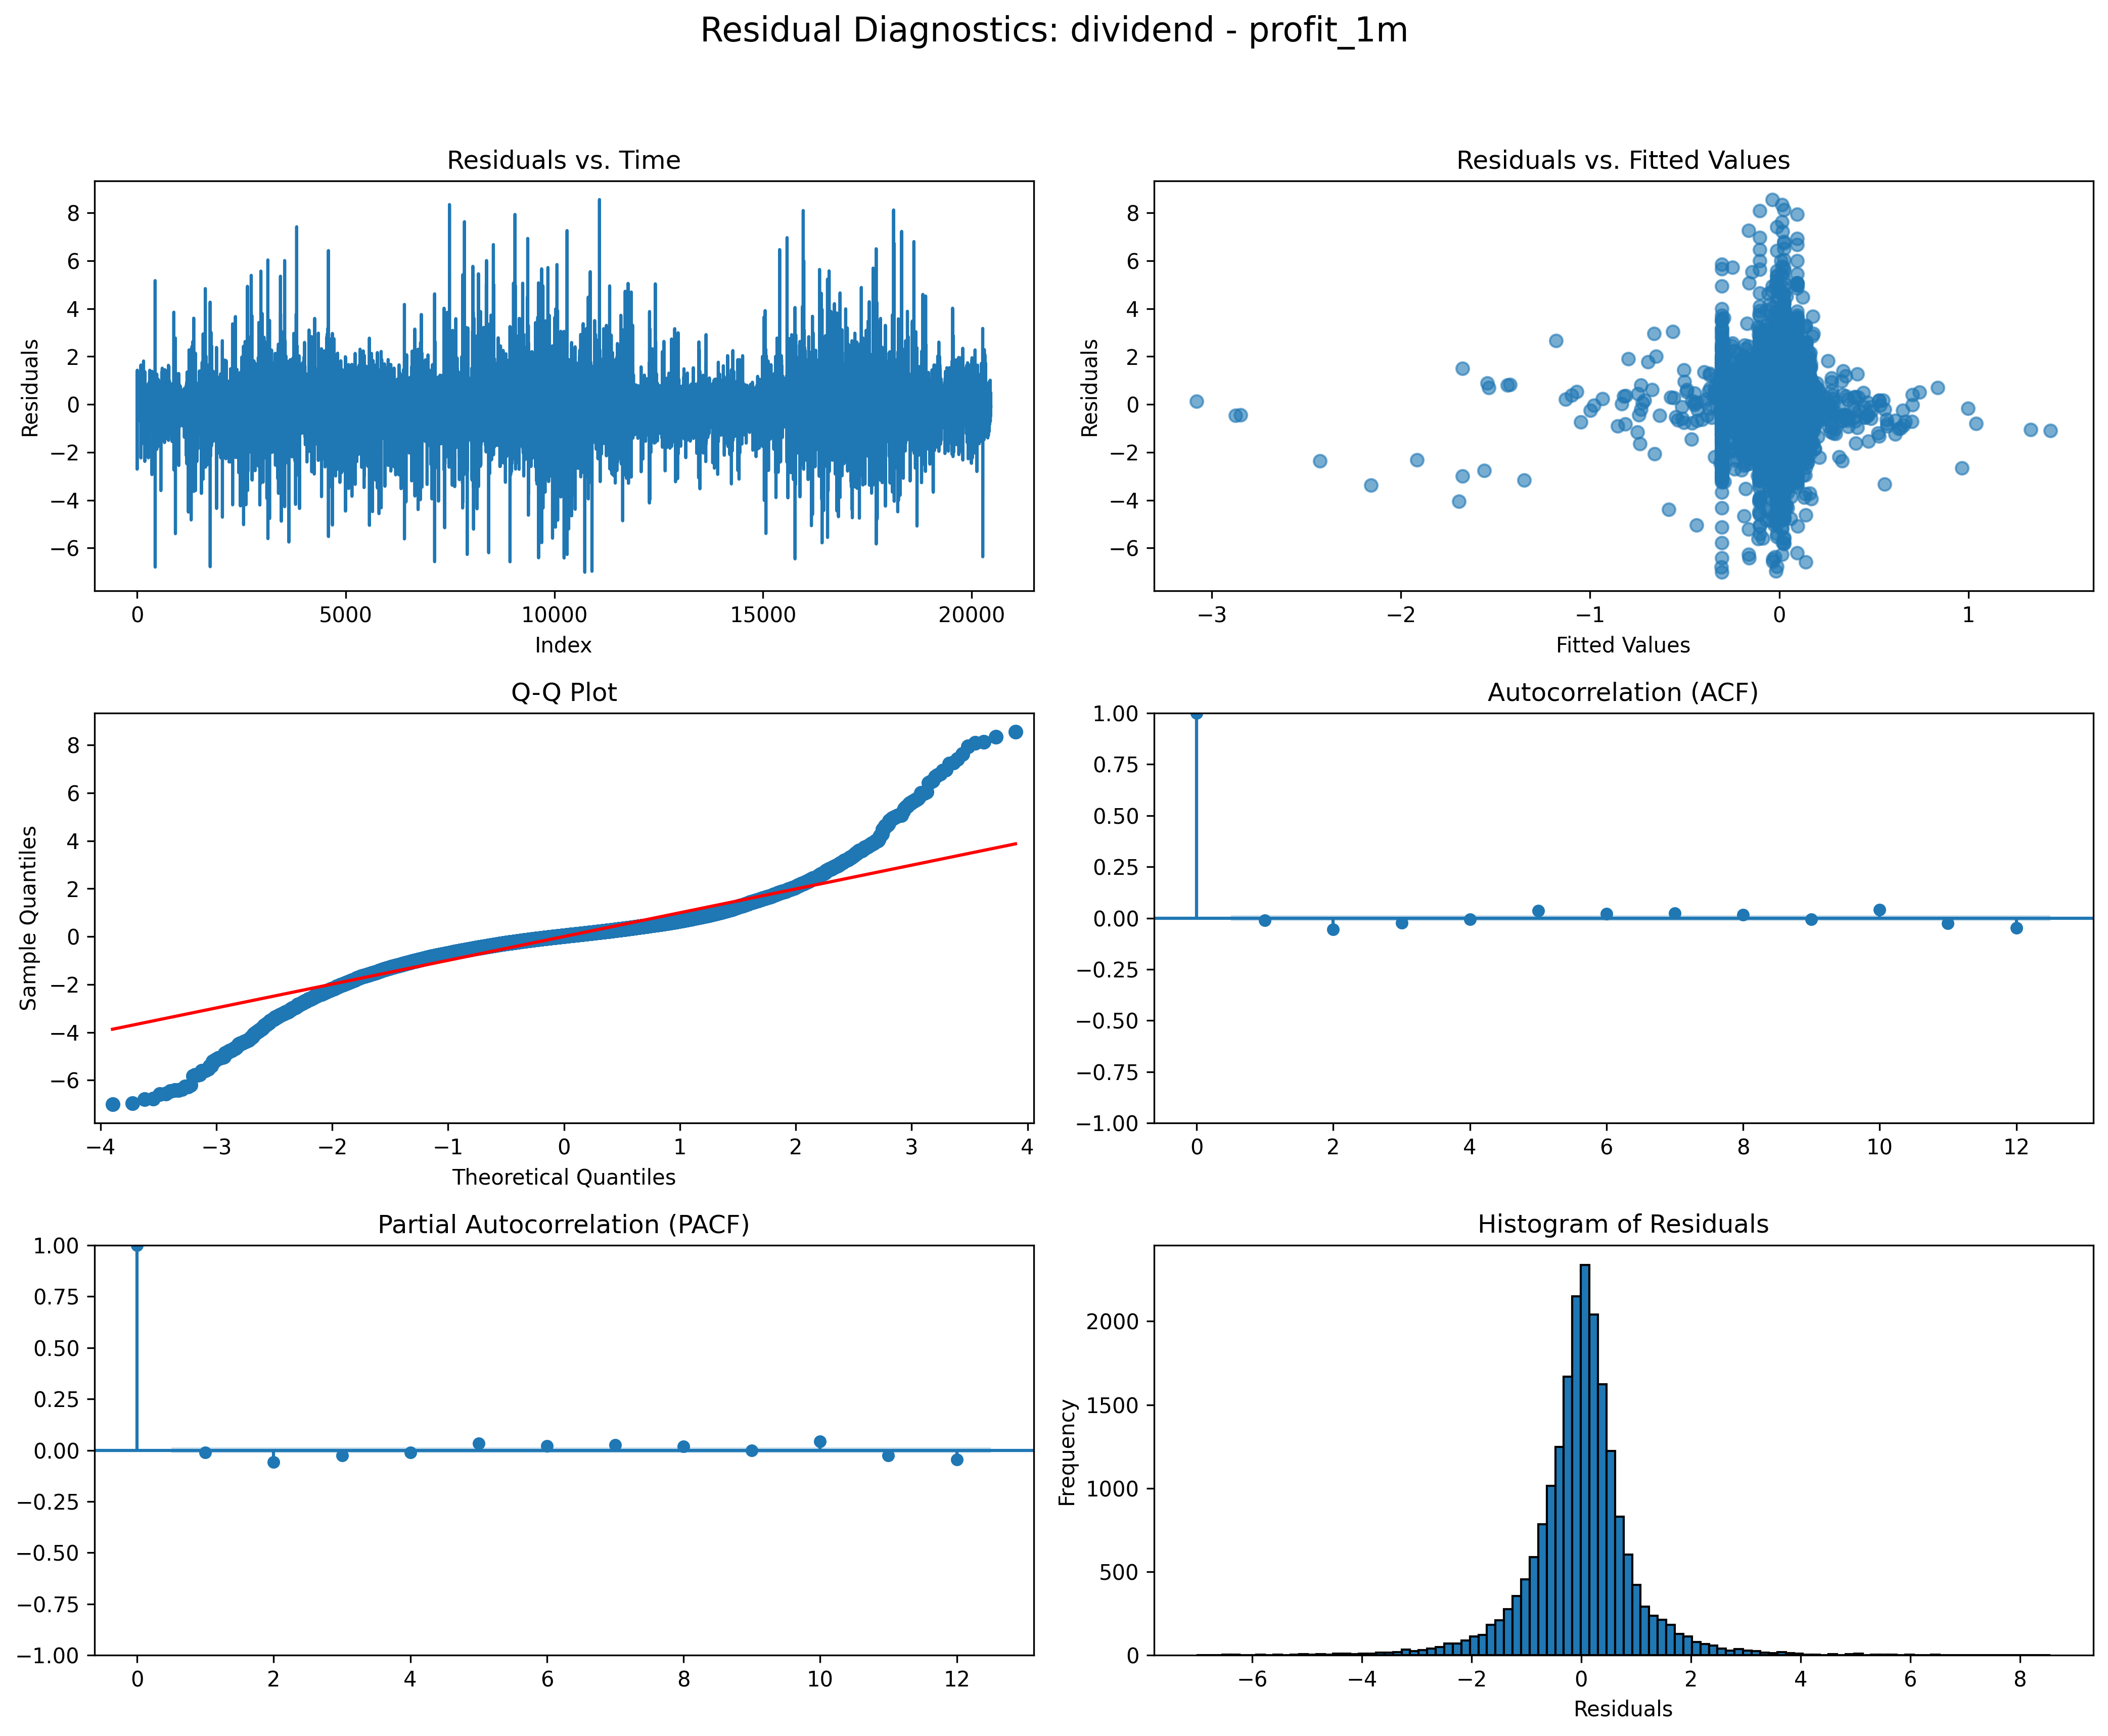 Residual Diagnostics: dividend - profit_1m
Residuals vs. Time
8
6
4
2
0
−2
−4
−6
Residuals
0 5000 10000 15000 20000
Index
Residuals vs. Fitted Values
8
6
4
2
0
−2
−4
−6
Residuals
−3 −2 −1 0 1
Fitted Values
Q-Q Plot
8
6
4
2
0
−2
−4
−6
Sample Quantiles
−4 −3 −2 −1 0 1 2 3 4
Theoretical Quantiles
Autocorrelation (ACF)
1.00
0.75
0.50
0.25
0.00
−0.25
−0.50
−0.75
−1.00
0 2 4 6 8 10 12
Partial Autocorrelation (PACF)
1.00
0.75
0.50
0.25
0.00
−0.25
−0.50
−0.75
−1.00
0 2 4 6 8 10 12
Histogram of Residuals
2000
1500
1000
500
0
Frequency
−6 −4 −2 0 2 4 6 8
Residuals